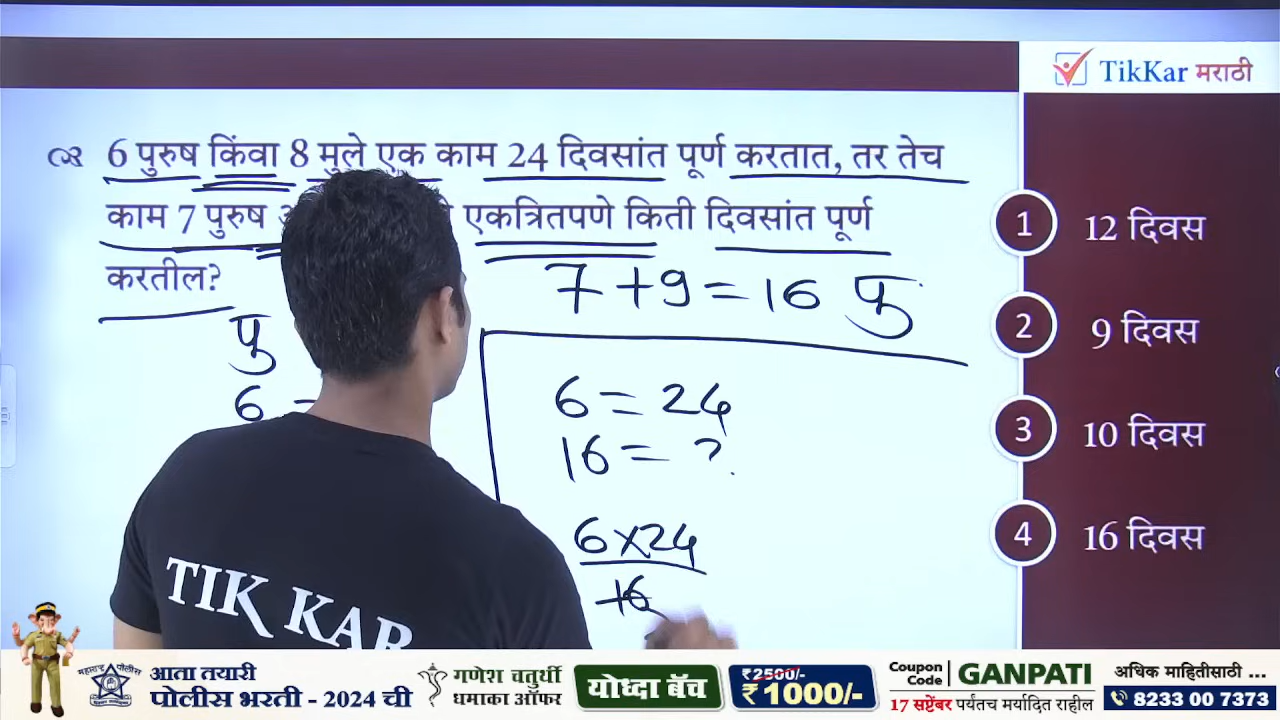 TikKar मराठी
6 पुरुष किंवा 8 मुले एक काम 24 दिवसांत पूर्ण करतात, तर तेच
काम 7 पुरुष एकत्रितपणे किती दिवसांत पूर्ण
करतील?
7 + 9 = 16 पु
पु
6 =
6 = 24
16 = ?
6 × 24
16
1 12 दिवस
2 9 दिवस
3 10 दिवस
4 16 दिवस
TIK KAR
महाराष्ट्र पोलीस
आता तयारी
पोलीस भरती - 2024 ची
गणेश चतुर्थी
धमाका ऑफर
योध्दा बॅच
₹2500/-
₹1000/-
Coupon Code GANPATI
17 सप्टेंबर पर्यंतच मर्यादित राहील
अधिक माहितीसाठी ...
8233 00 7373